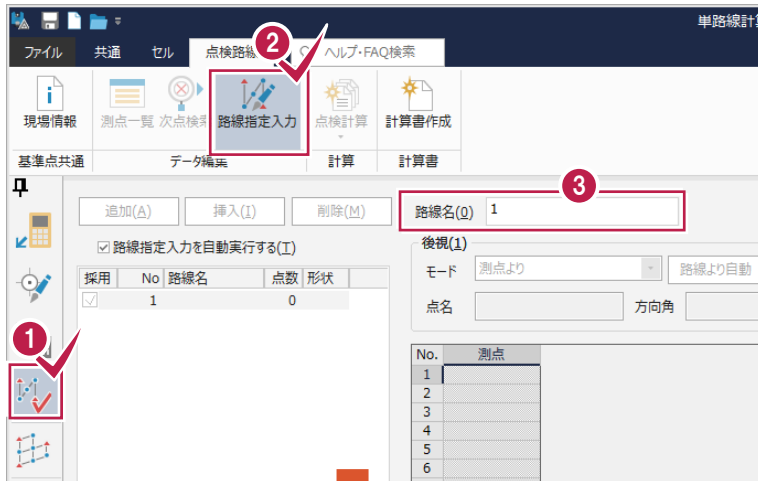 単路線計
ファイル 共通 セル 点検路線 ヘルプ・FAQ検索
2
現場情報 測点一覧 次点検索 路線指定入力 点検計算 計算書作成
基準点共通 データ編集 計算 計算書
3
追加(A) 挿入(I) 削除(M) 路線名(0) 1
路線指定入力を自動実行する(T)
後視(1)
モード 測点より 路線より自動
点名 方向角
採用 No 路線名 点数 形状
1 0
1
No. 測点
1
2
3
4
5
6